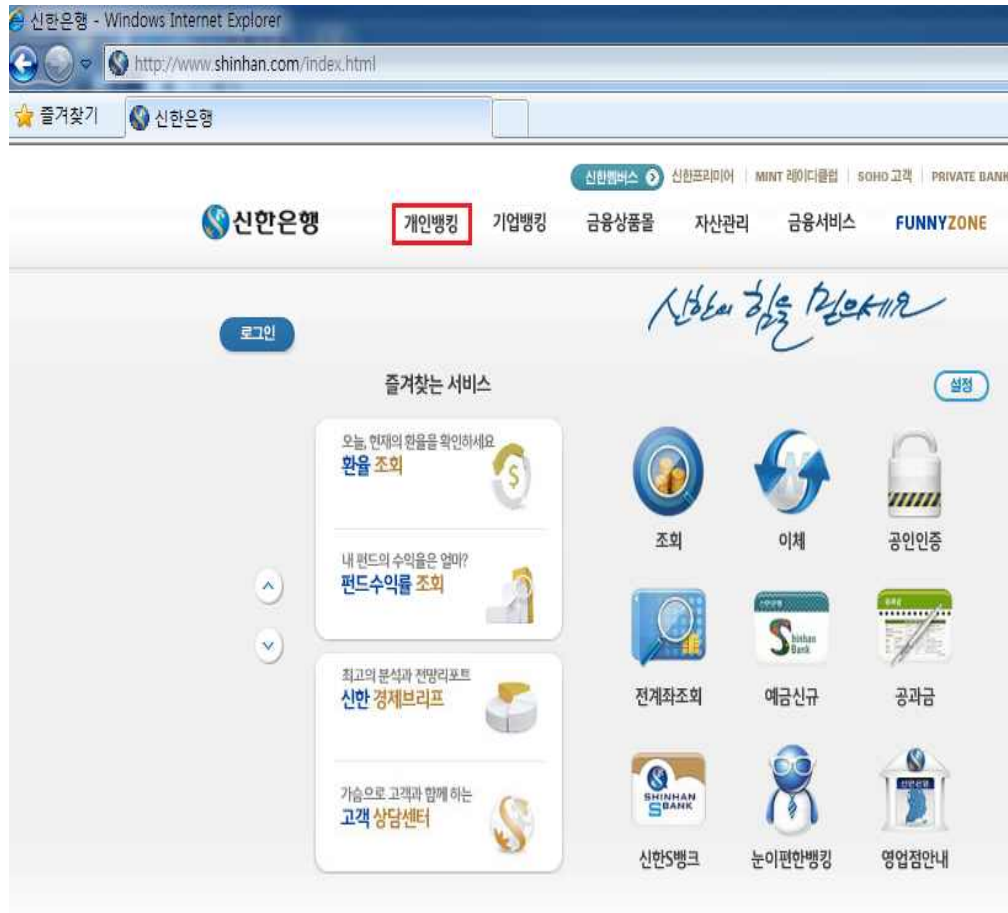 신한은행 - Windows Internet Explorer
http://www.shinhan.com/index.html
즐겨찾기 신한은행
신한멤버스 신한프리미어 MINT 레이디클럽 SOHO 고객 PRIVATE BANK
신한은행 개인뱅킹 기업뱅킹 금융상품몰 자산관리 금융서비스 FUNNYZONE
신한의 힘을 믿으세요
로그인
즐겨찾는 서비스 설정
오늘, 현재의 환율을 확인하세요
환율 조회
내 펀드의 수익율은 얼마?
펀드수익률 조회
최고의 분석과 전망리포트
신한 경제브리프
가슴으로 고객과 함께 하는
고객 상담센터
조회 이체 공인인증
Shinhan
Bank
전계좌조회 예금신규 공과금
SHINHAN
SBANK
신한은행
신한S뱅크 눈이편한뱅킹 영업점안내